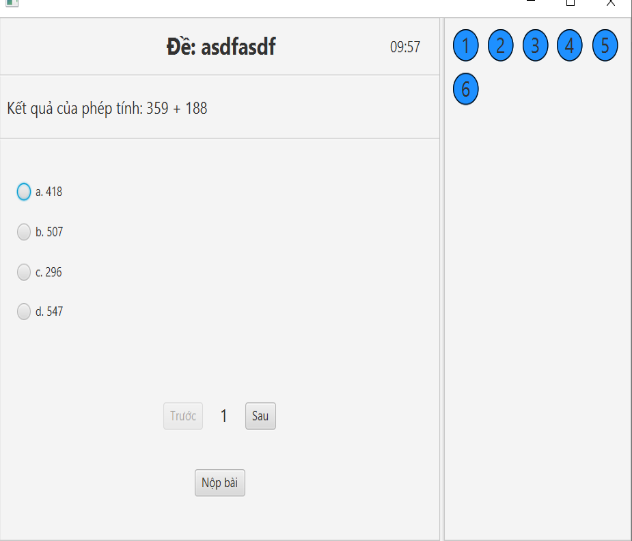 Đề: asdfasdf
09:57
Kết quả của phép tính: 359 + 188
a. 418
b. 507
c. 296
d. 547
Trước 1 Sau
Nộp bài
1 2 3 4 5
6